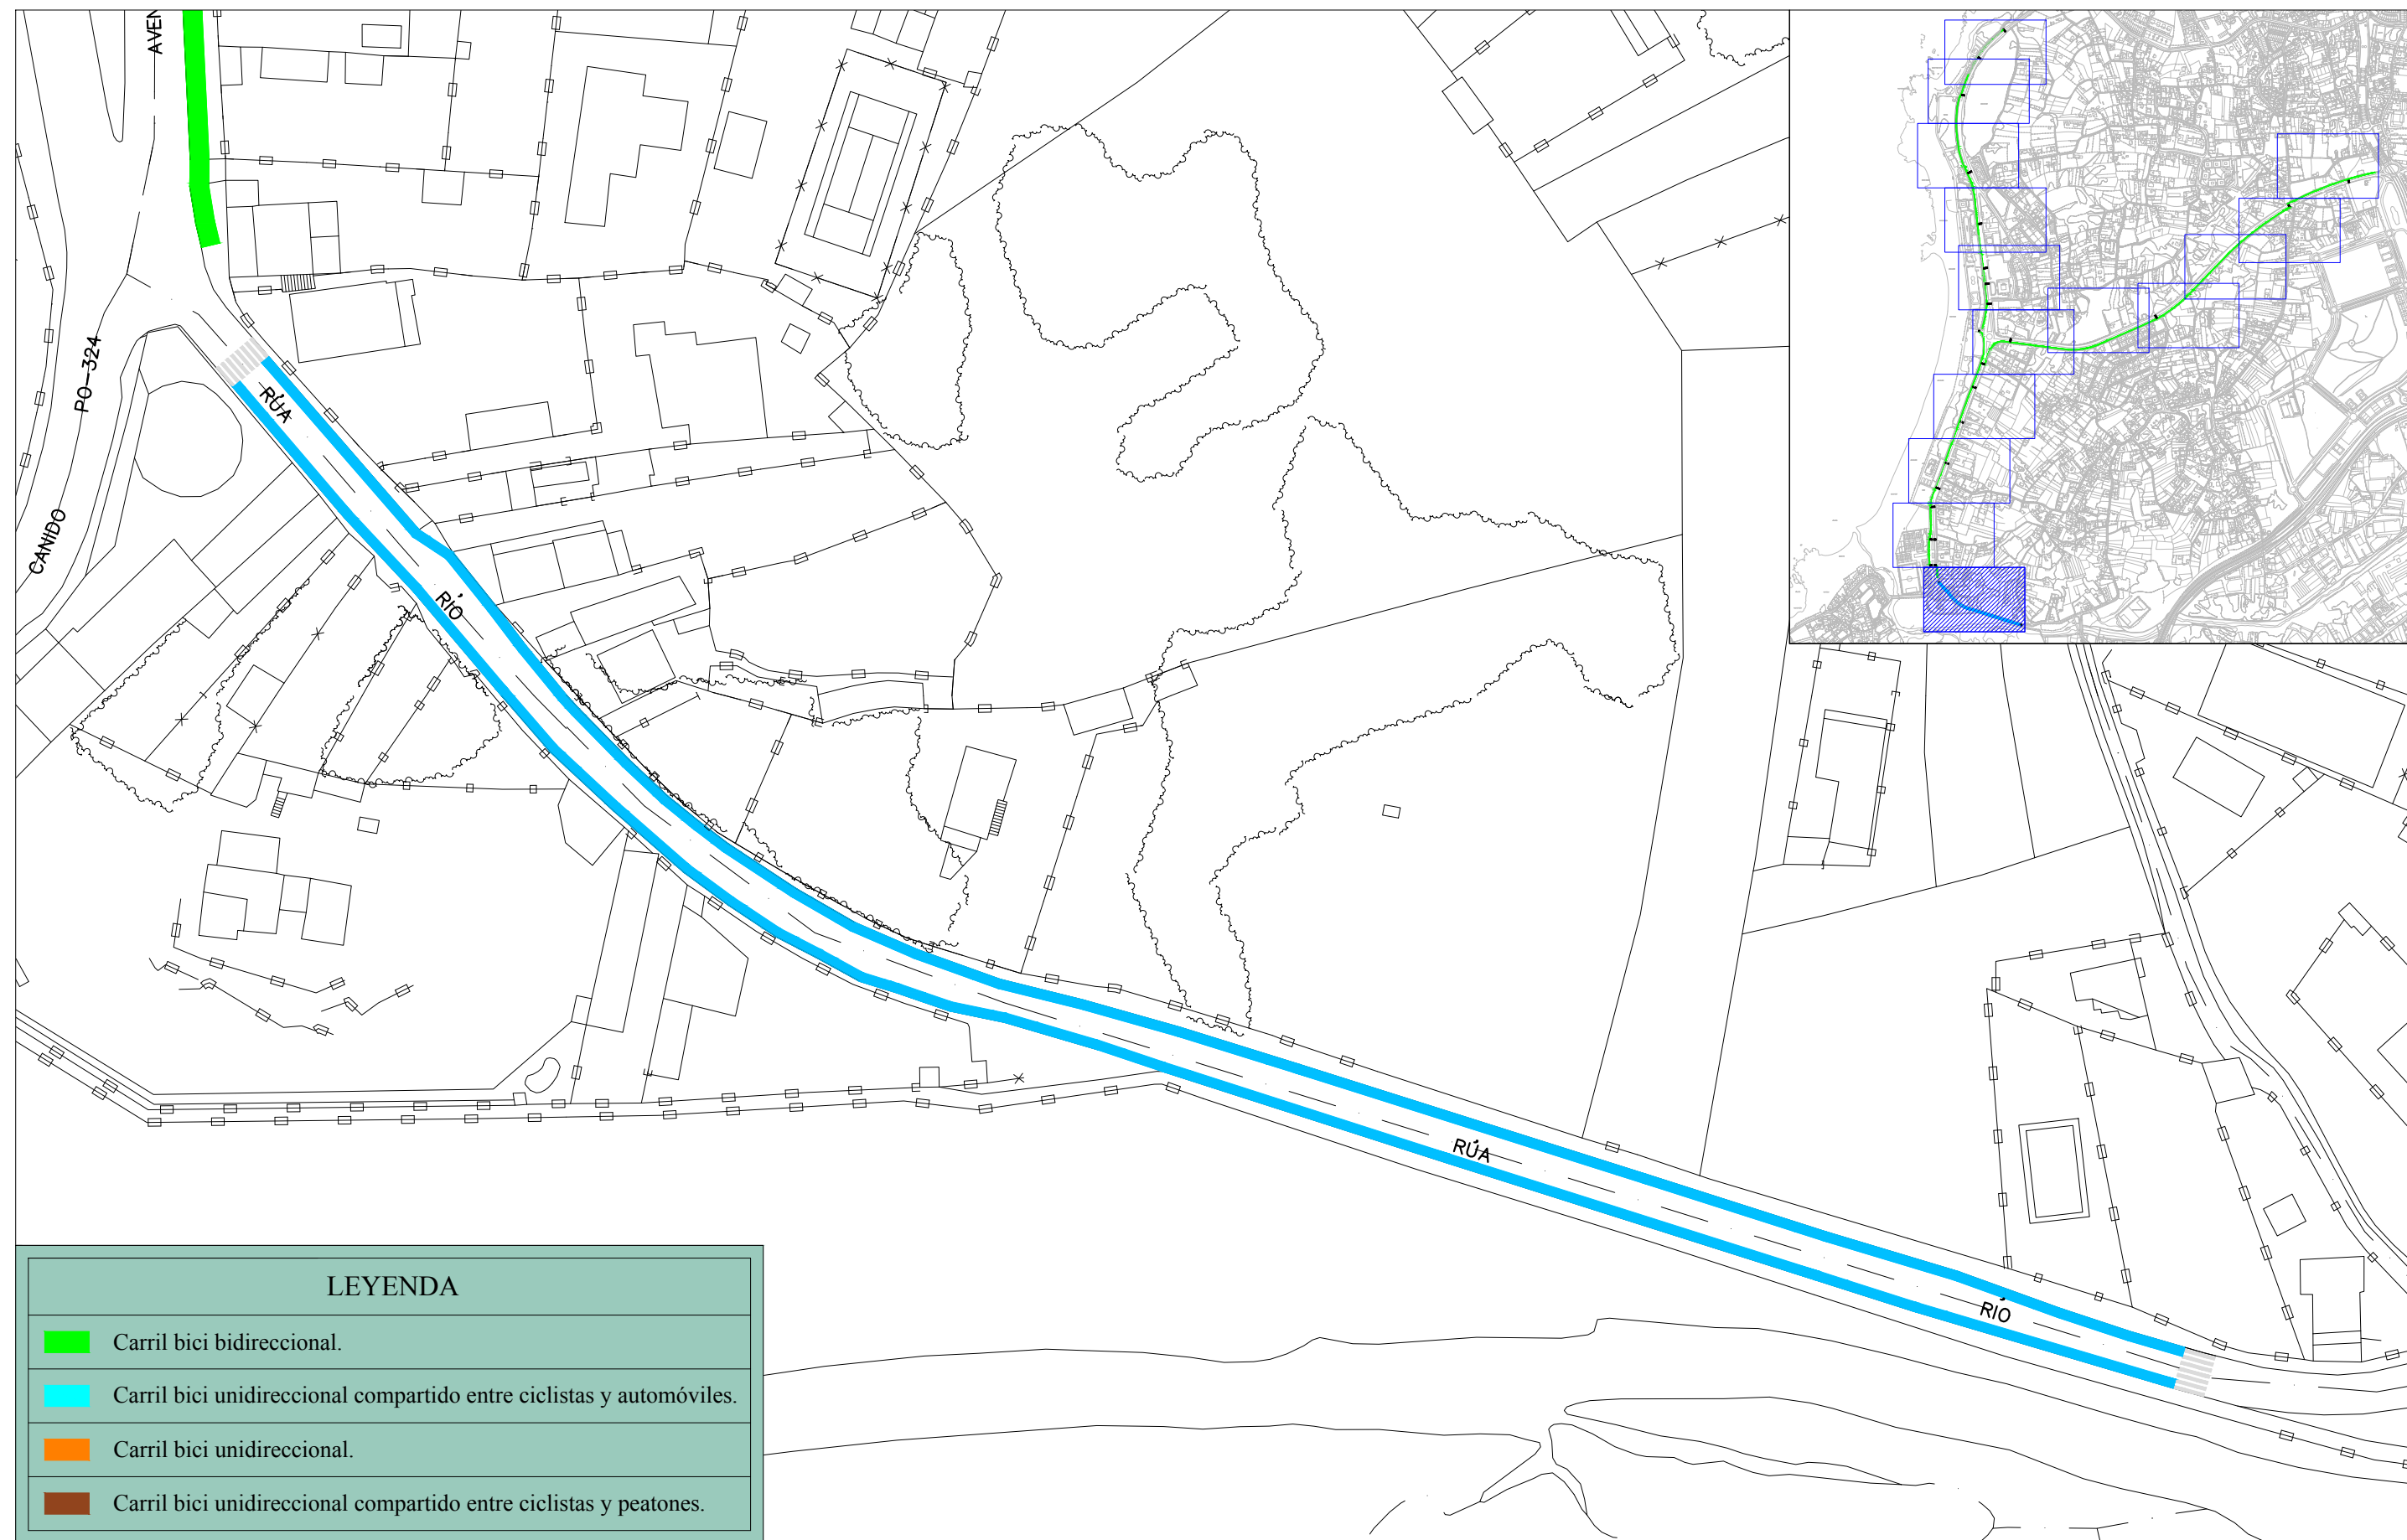 AVEN
PO-324
CANIDO
RÚA
RÍO
RÚA
RÍO
LEYENDA
Carril bici bidireccional.
Carril bici unidireccional compartido entre ciclistas y automóviles.
Carril bici unidireccional.
Carril bici unidireccional compartido entre ciclistas y peatones.